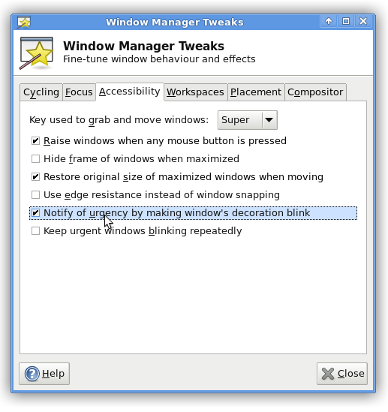 Window Manager Tweaks
Window Manager Tweaks
Fine-tune window behaviour and effects
Cycling Focus Accessibility Workspaces Placement Compositor
Key used to grab and move windows: Super
Raise windows when any mouse button is pressed
Hide frame of windows when maximized
Restore original size of maximized windows when moving
Use edge resistance instead of window snapping
Notify of urgency by making window's decoration blink
Keep urgent windows blinking repeatedly
Help Close